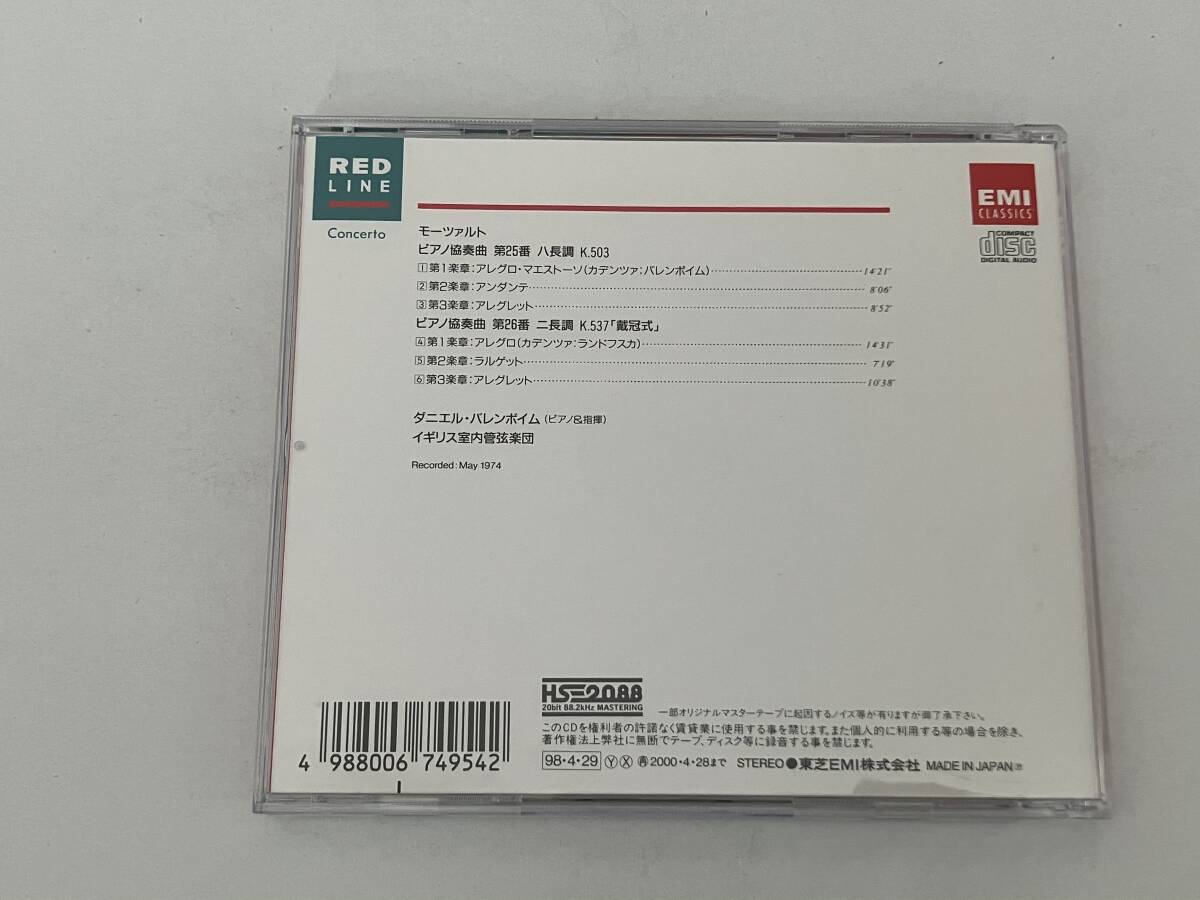 RED
LINE
Concerto
EMI
CLASSICS
COMPACT
disc
DIGITAL AUDIO
モーツァルト
ピアノ協奏曲 第25番 ハ長調 K.503
1 第1楽章:アレグロ・マエストーソ(カデンツァ:バレンボイム) 14'21"
2 第2楽章:アンダンテ 8'06"
3 第3楽章:アレグレット 8'52"
ピアノ協奏曲 第26番 ニ長調 K.537「戴冠式」
4 第1楽章:アレグロ(カデンツァ:ランドフスカ) 14'31"
5 第2楽章:ラルゲット 7'19"
6 第3楽章:アレグレット 10'38"
ダニエル・バレンボイム (ピアノ&指揮)
イギリス室内管弦楽団
Recorded: May 1974
HS-2088
20bit 88.2kHz MASTERING
一部オリジナルマスターテープに起因するノイズ等が有りますが御了承下さい。
このCDを権利者の許諾なく賃貸業に使用する事を禁じます。また個人的に利用する等の場合を除き、
著作権法上弊社に無断でテープ、ディスク等に録音する事を禁じます。
98・4・29 Ⓨ Ⓧ ㊢2000・4・28まで STEREO●東芝EMI株式会社 MADE IN JAPAN
4 988006 749542